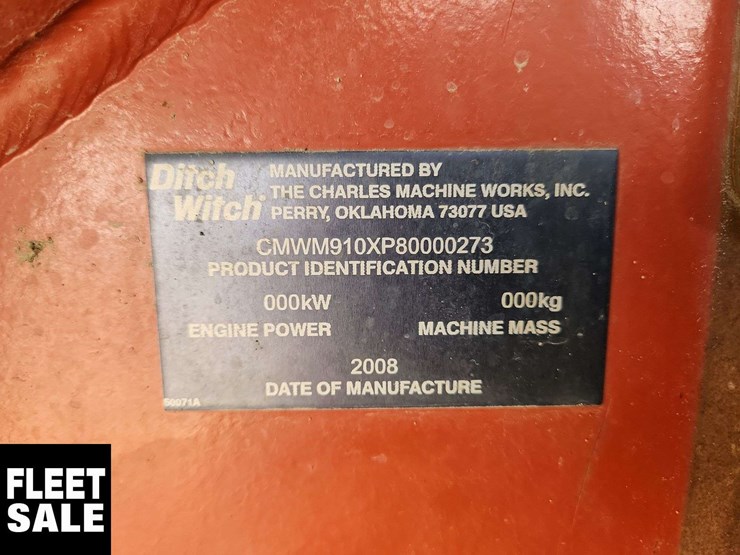 Ditch
Witch
MANUFACTURED BY
THE CHARLES MACHINE WORKS, INC.
PERRY, OKLAHOMA 73077 USA
CMWM910XP80000273
PRODUCT IDENTIFICATION NUMBER
000kW
ENGINE POWER
000kg
MACHINE MASS
2008
DATE OF MANUFACTURE
FLEET
SALE